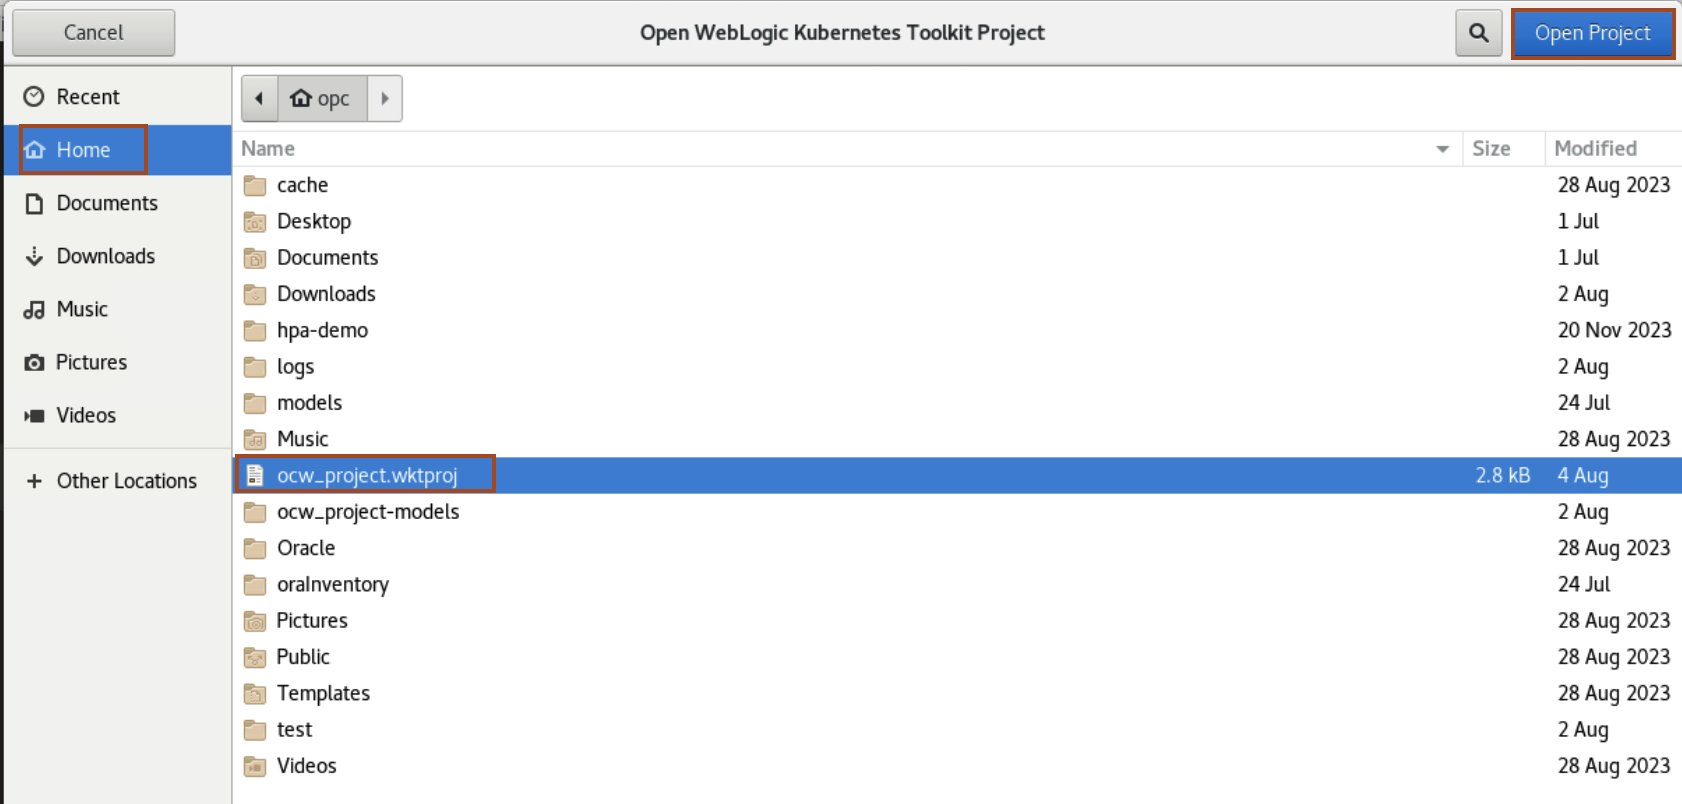 Cancel
Open WebLogic Kubernetes Toolkit Project
Open Project
Recent
Home
Documents
Downloads
Music
Pictures
Videos
Other Locations
opc
Name Size Modified
cache 28 Aug 2023
Desktop 1 Jul
Documents 1 Jul
Downloads 2 Aug
hpa-demo 20 Nov 2023
logs 2 Aug
models 24 Jul
Music 28 Aug 2023
ocw_project.wktproj 2.8 kB 4 Aug
ocw_project-models 2 Aug
Oracle 28 Aug 2023
oraInventory 24 Jul
Pictures 28 Aug 2023
Public 28 Aug 2023
Templates 28 Aug 2023
test 2 Aug
Videos 28 Aug 2023